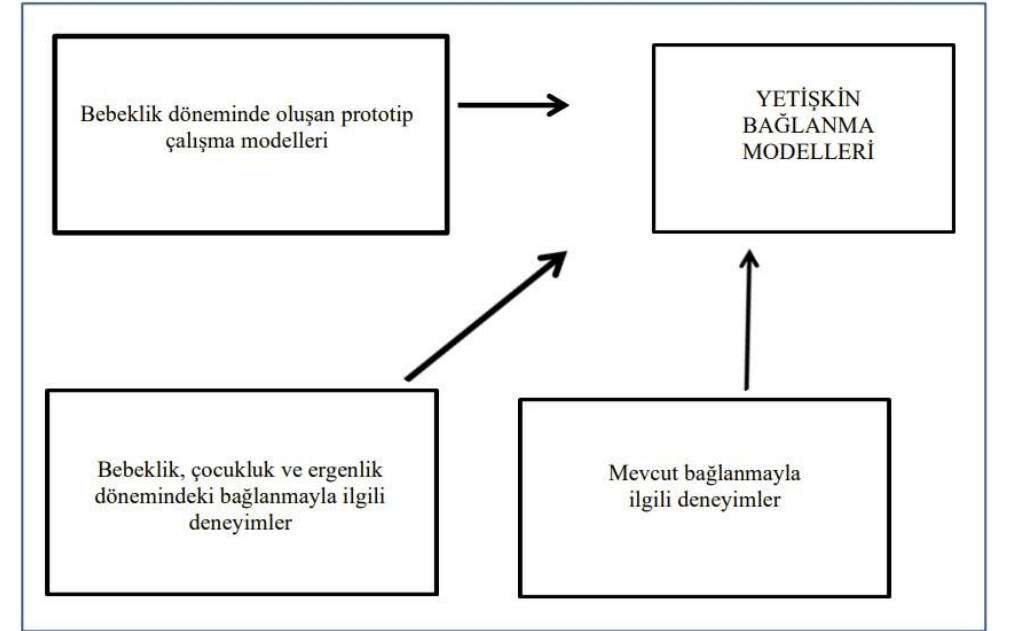 Bebeklik döneminde oluşan prototip
çalışma modelleri
YETİŞKİN
BAĞLANMA
MODELLERİ
Bebeklik, çocukluk ve ergenlik
dönemindeki bağlanmayla ilgili
deneyimler
Mevcut bağlanmayla
ilgili deneyimler